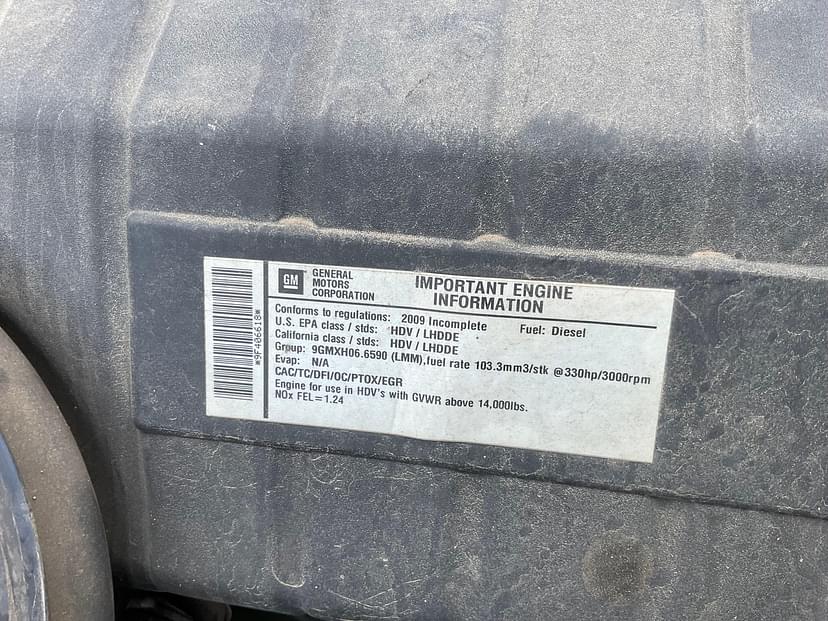 *9F406618*
GM
GENERAL
MOTORS
CORPORATION
IMPORTANT ENGINE
INFORMATION
Conforms to regulations: 2009 Incomplete Fuel: Diesel
U.S. EPA class / stds: HDV / LHDDE
California class / stds: HDV / LHDDE
Group: 9GMXH06.6590 (LMM),fuel rate 103.3mm3/stk @330hp/3000rpm
Evap: N/A
CAC/TC/DFI/OC/PTOX/EGR
Engine for use in HDV's with GVWR above 14,000lbs.
NOx FEL=1.24